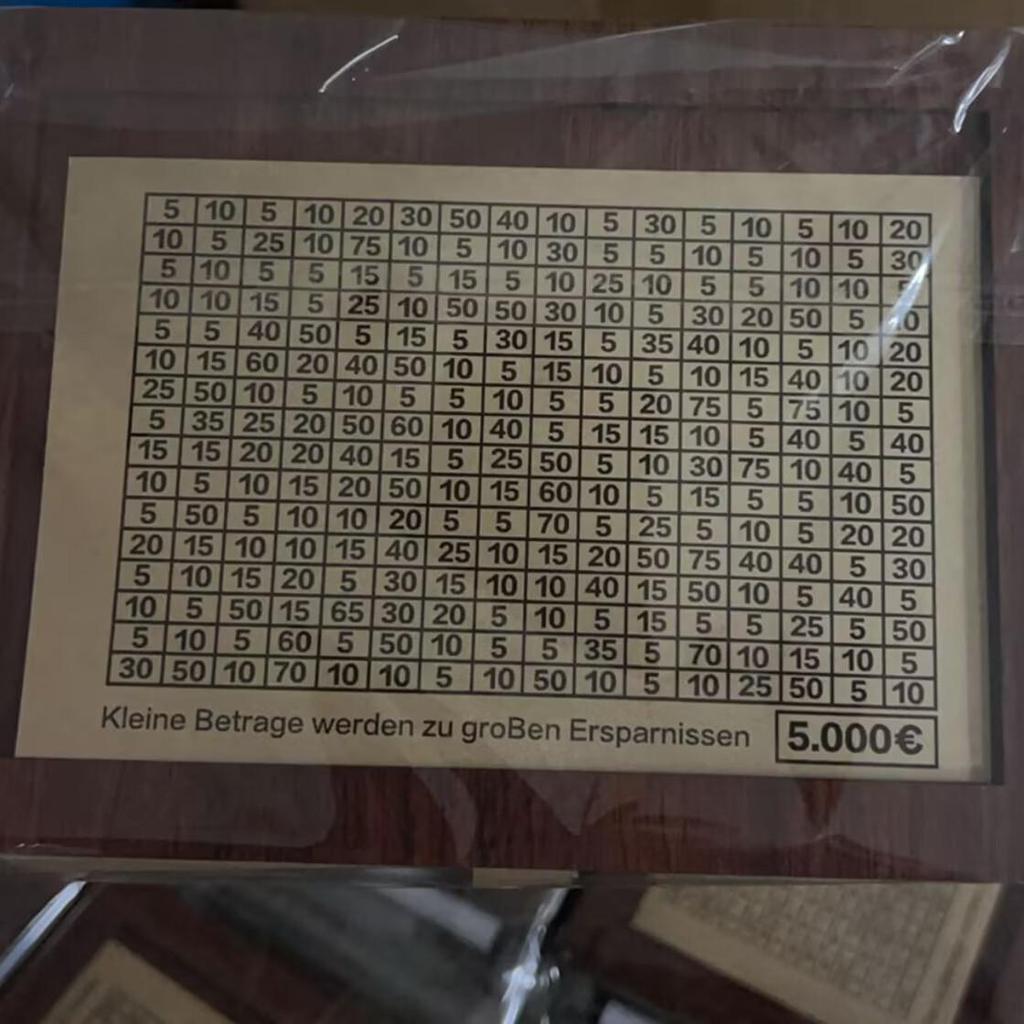 5 10 5 10 20 30 50 40 10 5 30 5 10 5 10 20
10 5 25 10 75 10 5 10 30 5 5 10 5 10 5 30
5 10 5 5 15 5 15 5 10 25 10 5 5 10 10
10 10 15 5 25 10 50 50 30 10 5 30 20 50 5
5 5 40 50 5 15 5 30 15 5 35 40 10 5 10 20
10 15 60 20 40 50 10 5 15 10 5 10 15 40 10 20
25 50 10 5 10 5 5 10 5 5 20 75 5 75 10 5
5 35 25 20 50 60 10 40 5 15 15 10 5 40 5 40
15 15 20 20 40 15 5 25 50 5 10 30 75 10 40 5
10 5 10 15 20 50 10 15 60 10 5 15 5 5 10 50
5 50 5 10 10 20 5 5 70 5 25 5 10 5 20 20
20 15 10 10 15 40 25 10 15 20 50 75 40 40 5 30
5 10 15 20 5 30 15 10 10 40 15 50 10 5 40 5
10 5 50 15 65 30 20 5 10 5 15 5 5 25 5 50
5 10 5 60 5 50 10 5 5 35 5 70 10 15 10 5
30 50 10 70 10 10 5 10 50 10 5 10 25 50 5 10
Kleine Betrage werden zu groBen Ersparnissen 5.000€